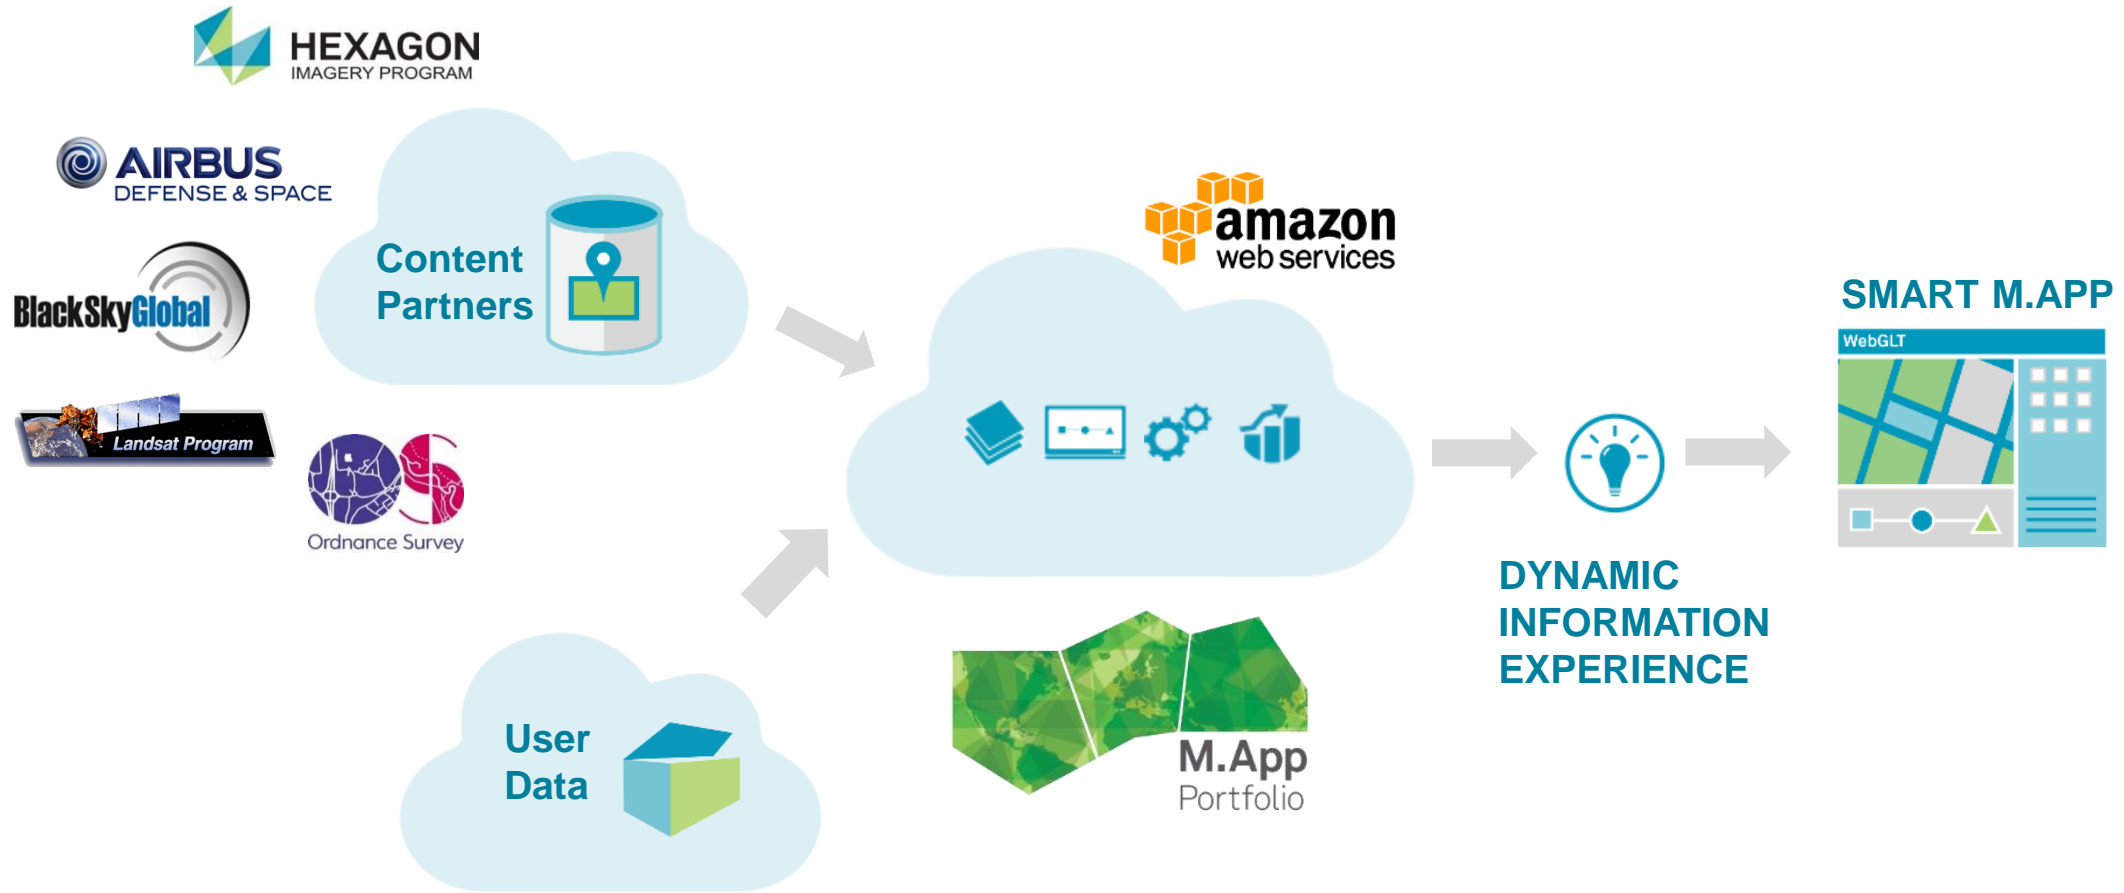 HEXAGON
IMAGERY PROGRAM
AIRBUS
DEFENSE & SPACE
BlackSkyGlobal
Landsat Program
OS
Ordnance Survey
Content
Partners
User
Data
amazon
web services
M.App
Portfolio
DYNAMIC
INFORMATION
EXPERIENCE
SMART M.APP
WebGLT